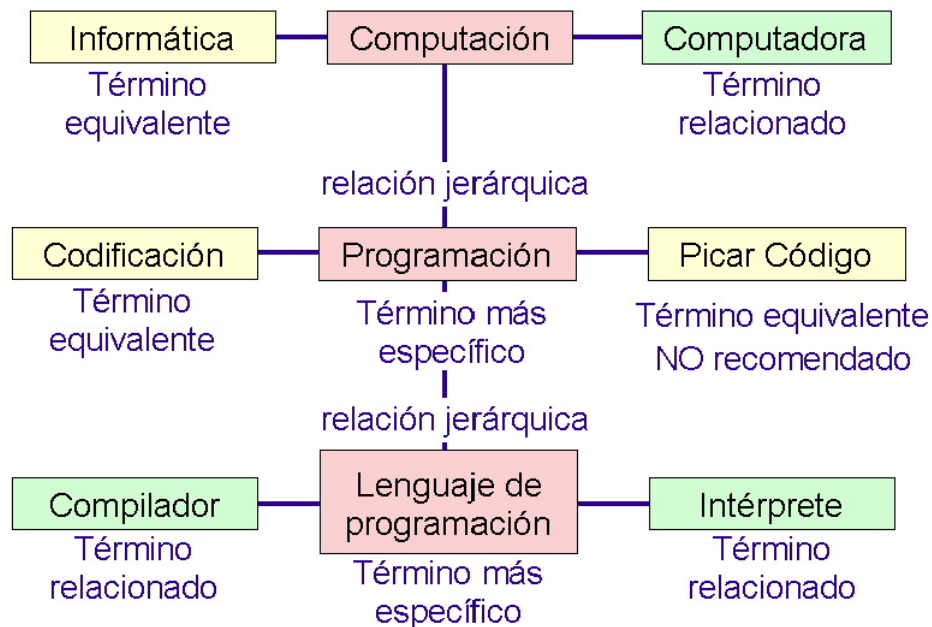 Informática
Computación
Computadora
Término
equivalente
Término
relacionado
relación jerárquica
Codificación
Programación
Picar Código
Término
equivalente
Término más
específico
Término equivalente
NO recomendado
relación jerárquica
Compilador
Lenguaje de
programación
Intérprete
Término
relacionado
Término más
específico
Término
relacionado